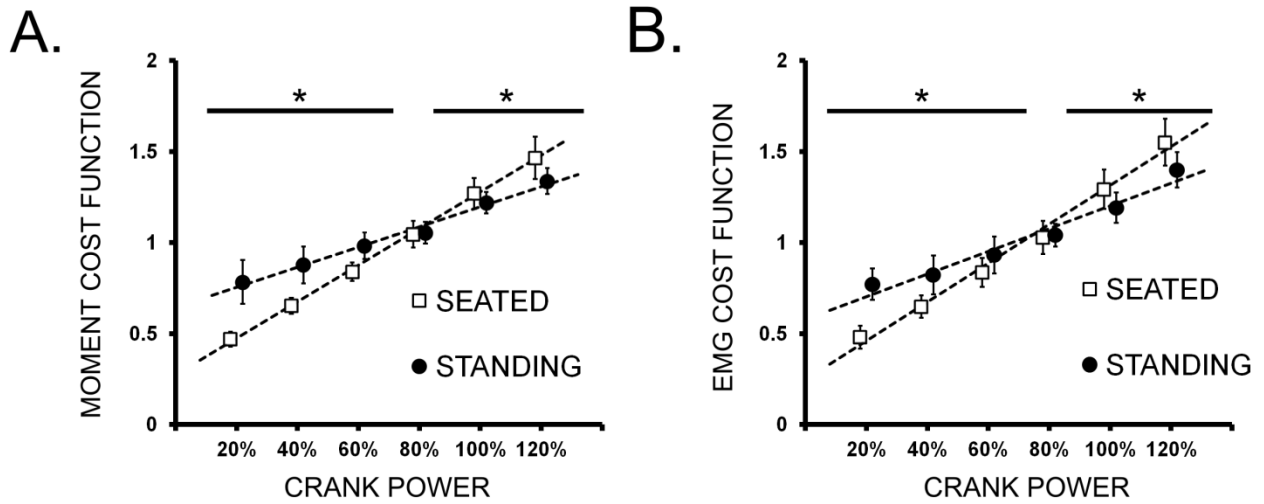 A.
MOMENT COST FUNCTION
2
1.5
1
0.5
0
* *
SEATED
STANDING
20% 40% 60% 80% 100% 120%
CRANK POWER
B.
EMG COST FUNCTION
2
1.5
1
0.5
0
* *
SEATED
STANDING
20% 40% 60% 80% 100% 120%
CRANK POWER